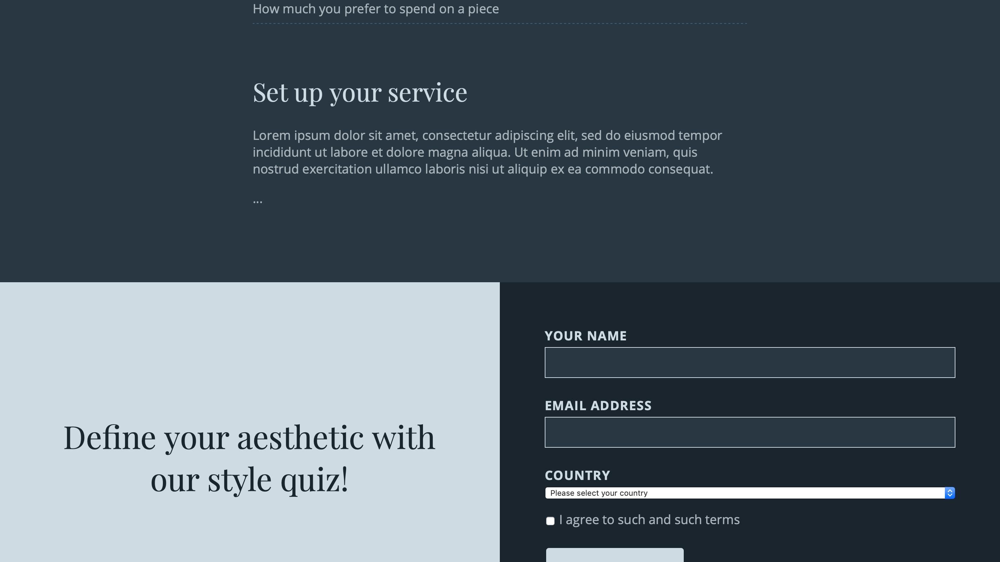 How much you prefer to spend on a piece
Set up your service
Lorem ipsum dolor sit amet, consectetur adipiscing elit, sed do eiusmod tempor
incididunt ut labore et dolore magna aliqua. Ut enim ad minim veniam, quis
nostrud exercitation ullamco laboris nisi ut aliquip ex ea commodo consequat.
...
Define your aesthetic with
our style quiz!
YOUR NAME
EMAIL ADDRESS
COUNTRY
Please select your country
I agree to such and such terms